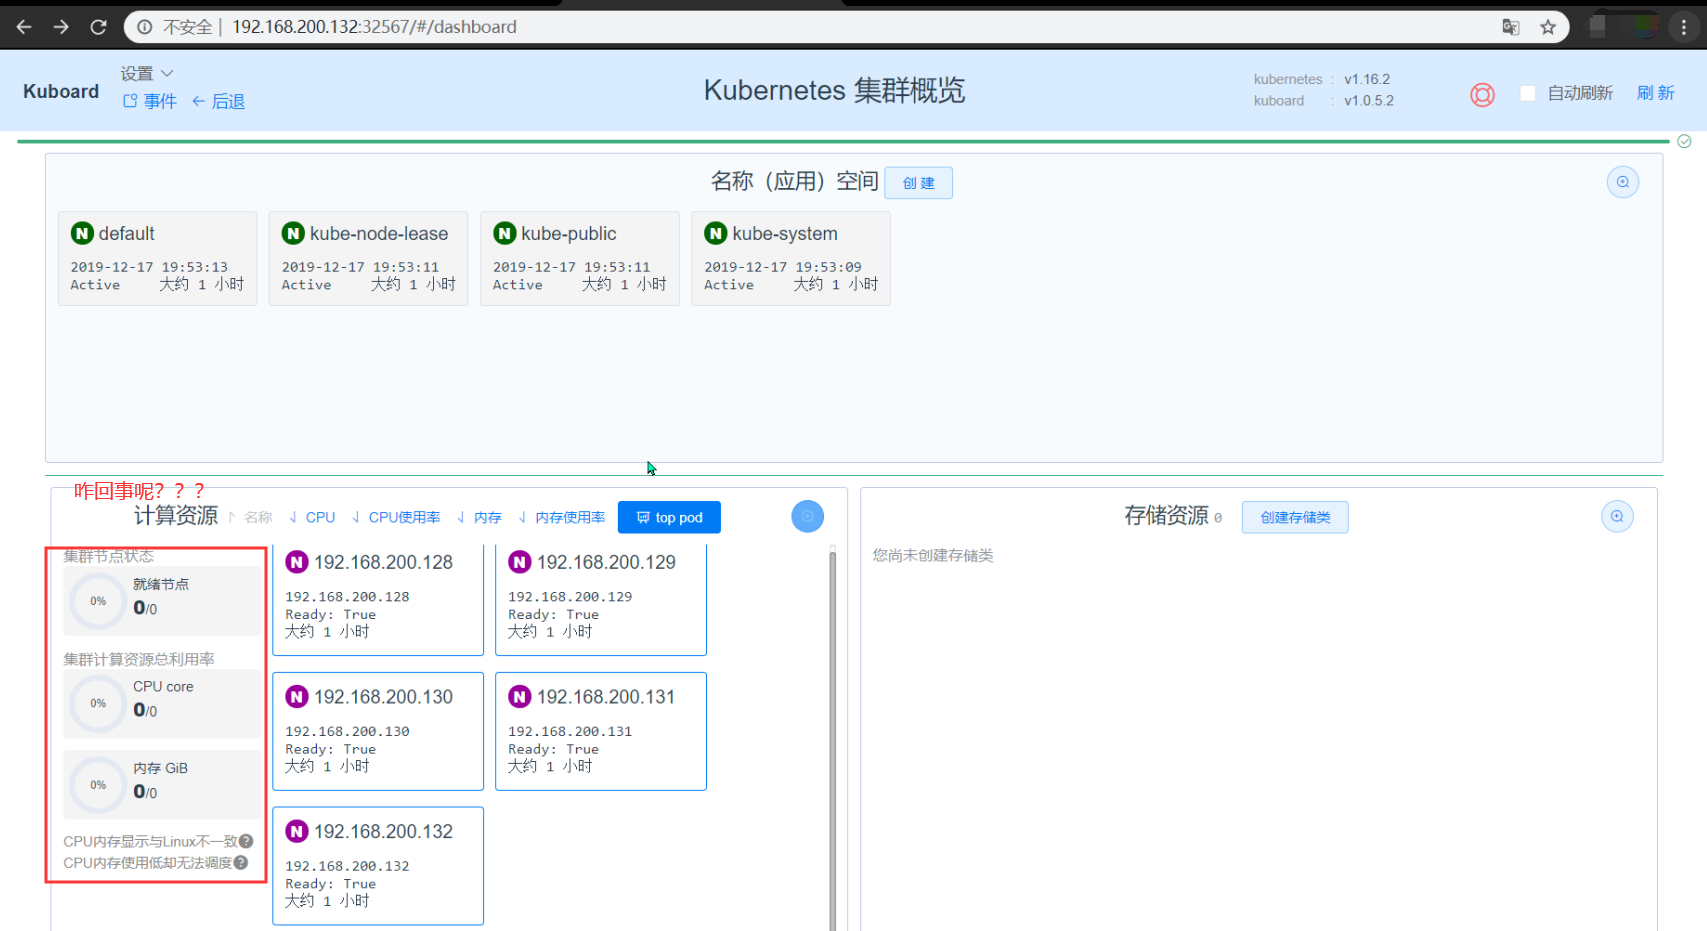 不安全 | 192.168.200.132:32567/#/dashboard
Kuboard
设置
事件 ← 后退
Kubernetes 集群概览
kubernetes : v1.16.2
kuboard : v1.0.5.2
自动刷新 刷 新
名称（应用）空间 创 建
N default
2019-12-17 19:53:13
Active 大约 1 小时
N kube-node-lease
2019-12-17 19:53:11
Active 大约 1 小时
N kube-public
2019-12-17 19:53:11
Active 大约 1 小时
N kube-system
2019-12-17 19:53:09
Active 大约 1 小时
咋回事呢？？？
计算资源 名称 CPU CPU使用率 内存 内存使用率 top pod
集群节点状态
0% 就绪节点
0/0
集群计算资源总利用率
0% CPU core
0/0
0% 内存 GiB
0/0
CPU内存显示与Linux不一致?
CPU内存使用低却无法调度?
N 192.168.200.128
192.168.200.128
Ready: True
大约 1 小时
N 192.168.200.129
192.168.200.129
Ready: True
大约 1 小时
N 192.168.200.130
192.168.200.130
Ready: True
大约 1 小时
N 192.168.200.131
192.168.200.131
Ready: True
大约 1 小时
N 192.168.200.132
192.168.200.132
Ready: True
大约 1 小时
存储资源 0 创建存储类
您尚未创建存储类